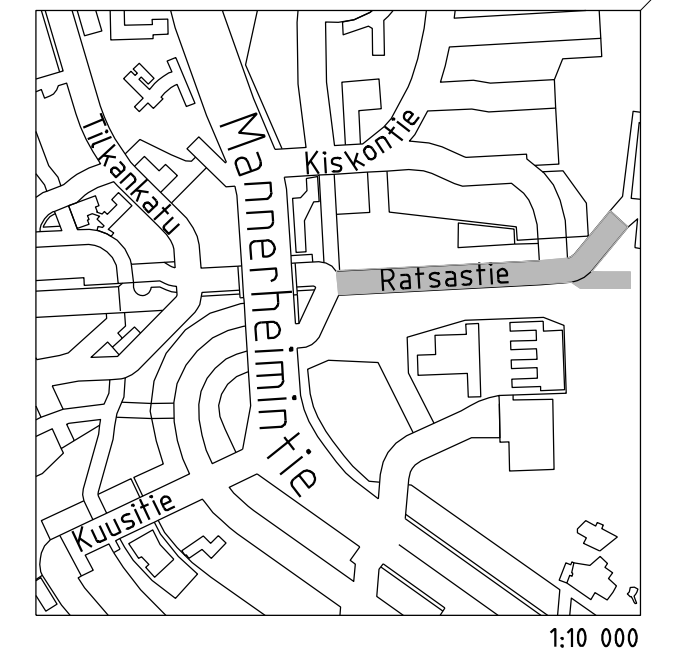 Mannerheimintie
Tilkankatu
Kiskontie
Ratsastie
Kuusitie
1:10 000